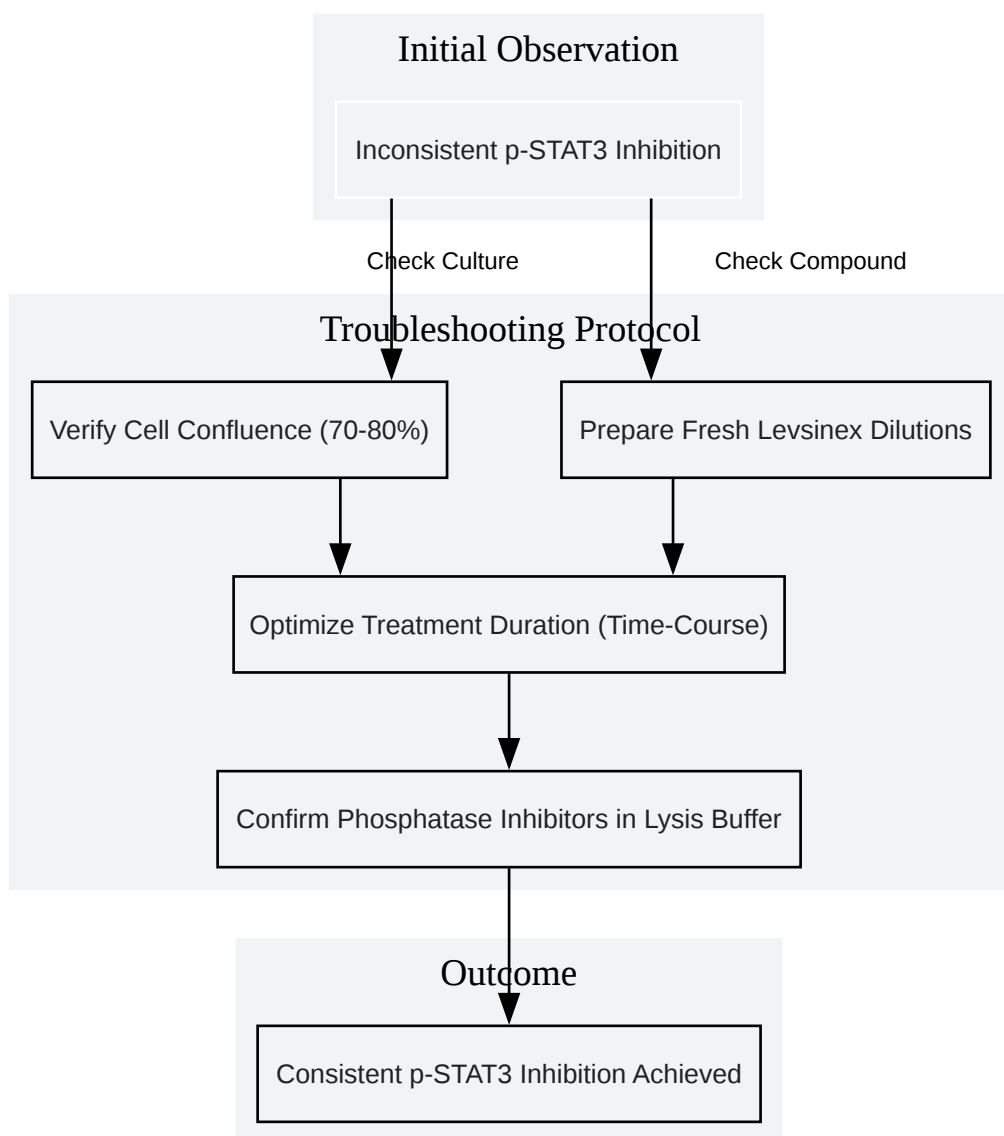 Initial Observation
Inconsistent p-STAT3 Inhibition
Check Culture
Check Compound
Troubleshooting Protocol
Verify Cell Confluence (70-80%)
Prepare Fresh Levsinex Dilutions
Optimize Treatment Duration (Time-Course)
Confirm Phosphatase Inhibitors in Lysis Buffer
Outcome
Consistent p-STAT3 Inhibition Achieved